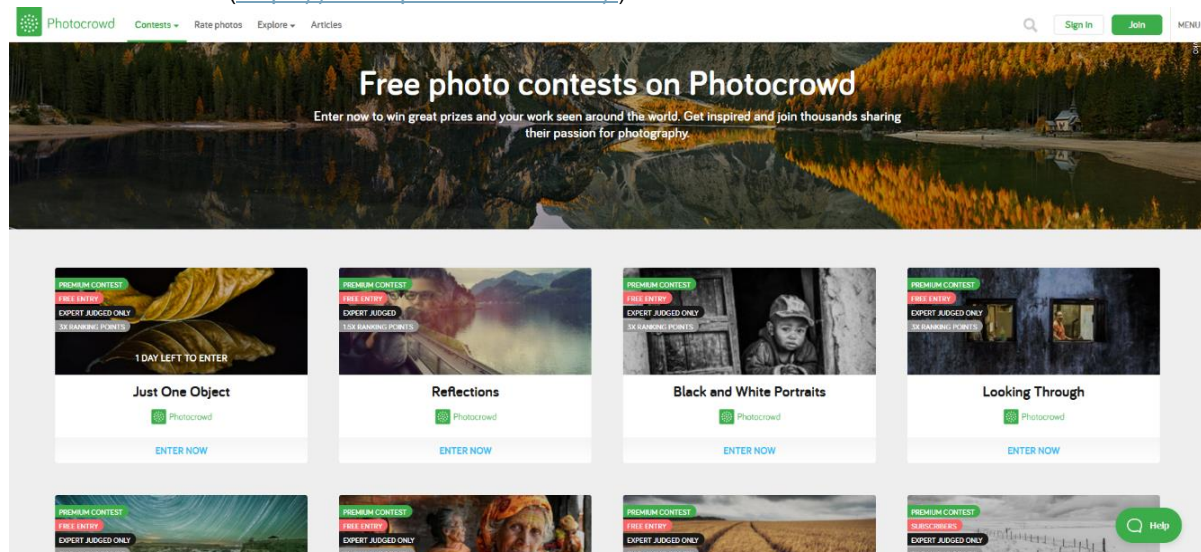 Photocrowd Contests Rate photos Explore Articles Sign In Join MENU
Free photo contests on Photocrowd
Enter now to win great prizes and your work seen around the world. Get inspired and join thousands sharing
their passion for photography.
PREMIUM CONTEST
FREE ENTRY
EXPERT JUDGED ONLY
3X RANKING POINTS
1 DAY LEFT TO ENTER
Just One Object
Photocrowd
ENTER NOW
PREMIUM CONTEST
FREE ENTRY
EXPERT JUDGED
1.5X RANKING POINTS
Reflections
Photocrowd
ENTER NOW
PREMIUM CONTEST
FREE ENTRY
EXPERT JUDGED ONLY
3X RANKING POINTS
Black and White Portraits
Photocrowd
ENTER NOW
PREMIUM CONTEST
FREE ENTRY
EXPERT JUDGED ONLY
3X RANKING POINTS
Looking Through
Photocrowd
ENTER NOW
PREMIUM CONTEST
FREE ENTRY
EXPERT JUDGED ONLY
PREMIUM CONTEST
FREE ENTRY
EXPERT JUDGED ONLY
PREMIUM CONTEST
FREE ENTRY
EXPERT JUDGED ONLY
PREMIUM CONTEST
SUBSCRIBERS
EXPERT JUDGED ONLY
Help